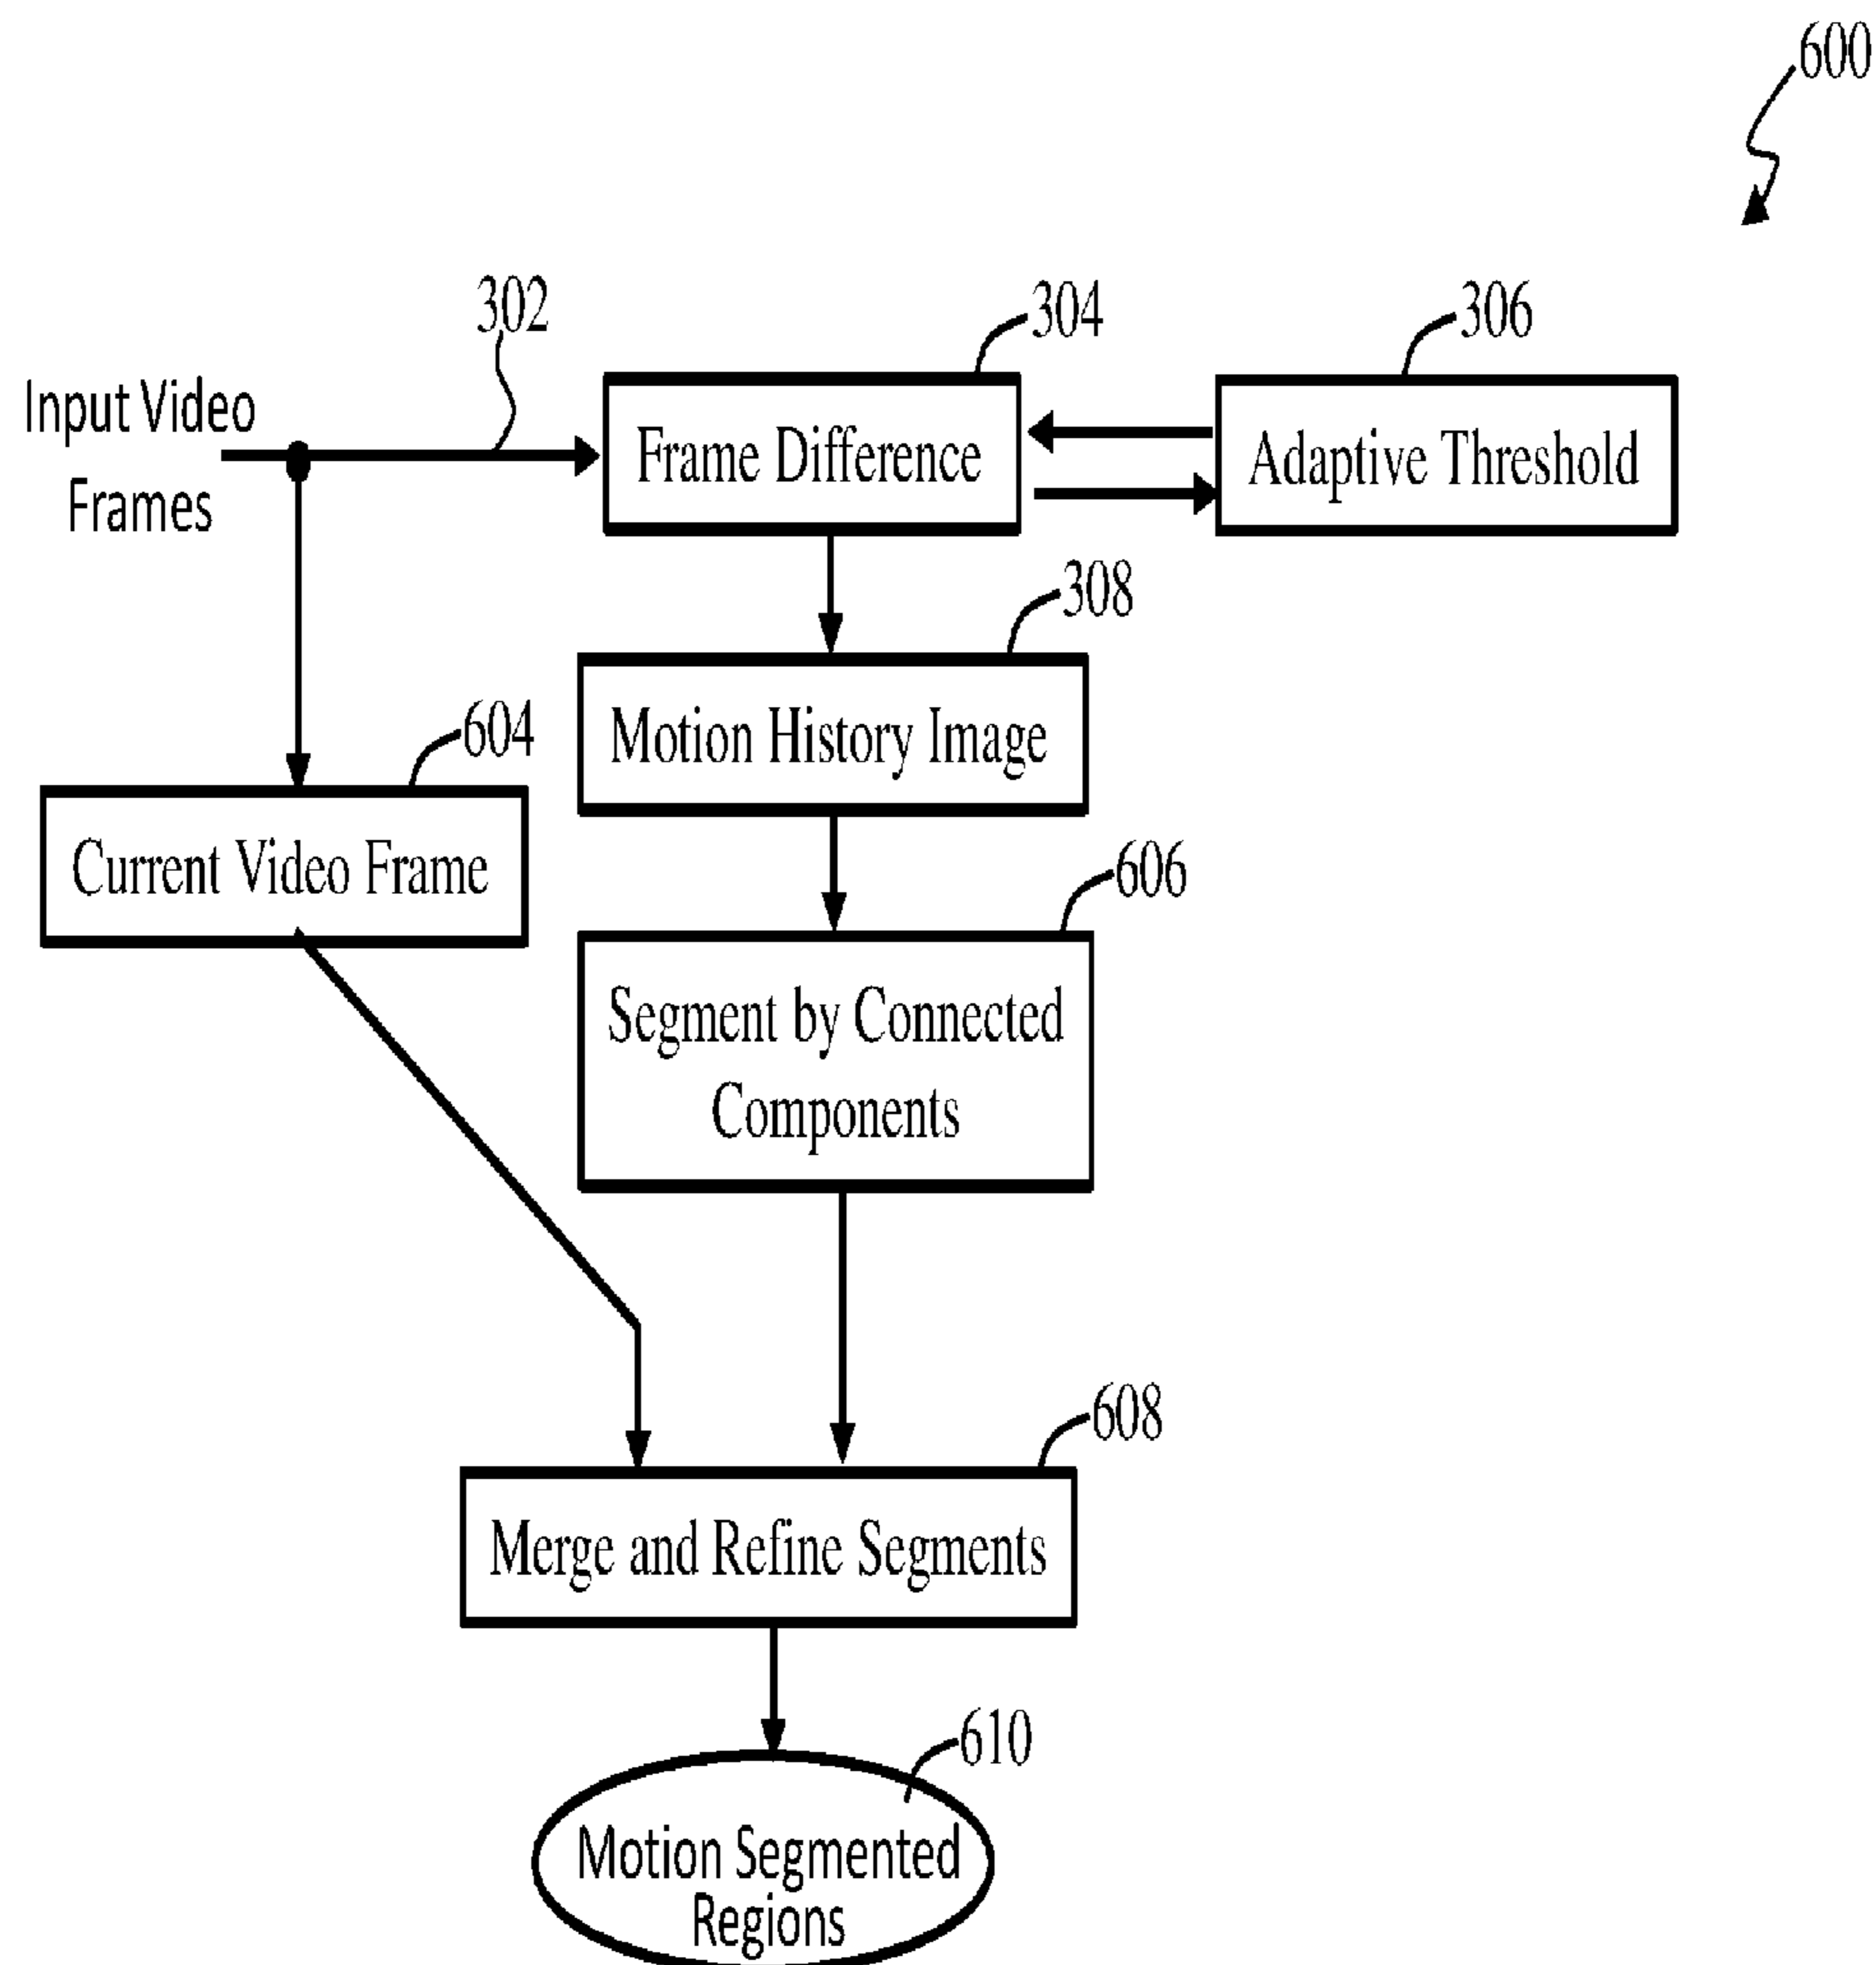 600
302
304
306
Input Video
Frames
Frame Difference
Adaptive Threshold
308
Motion History Image
604
Current Video Frame
606
Segment by Connected
Components
608
Merge and Refine Segments
610
Motion Segmented
Regions